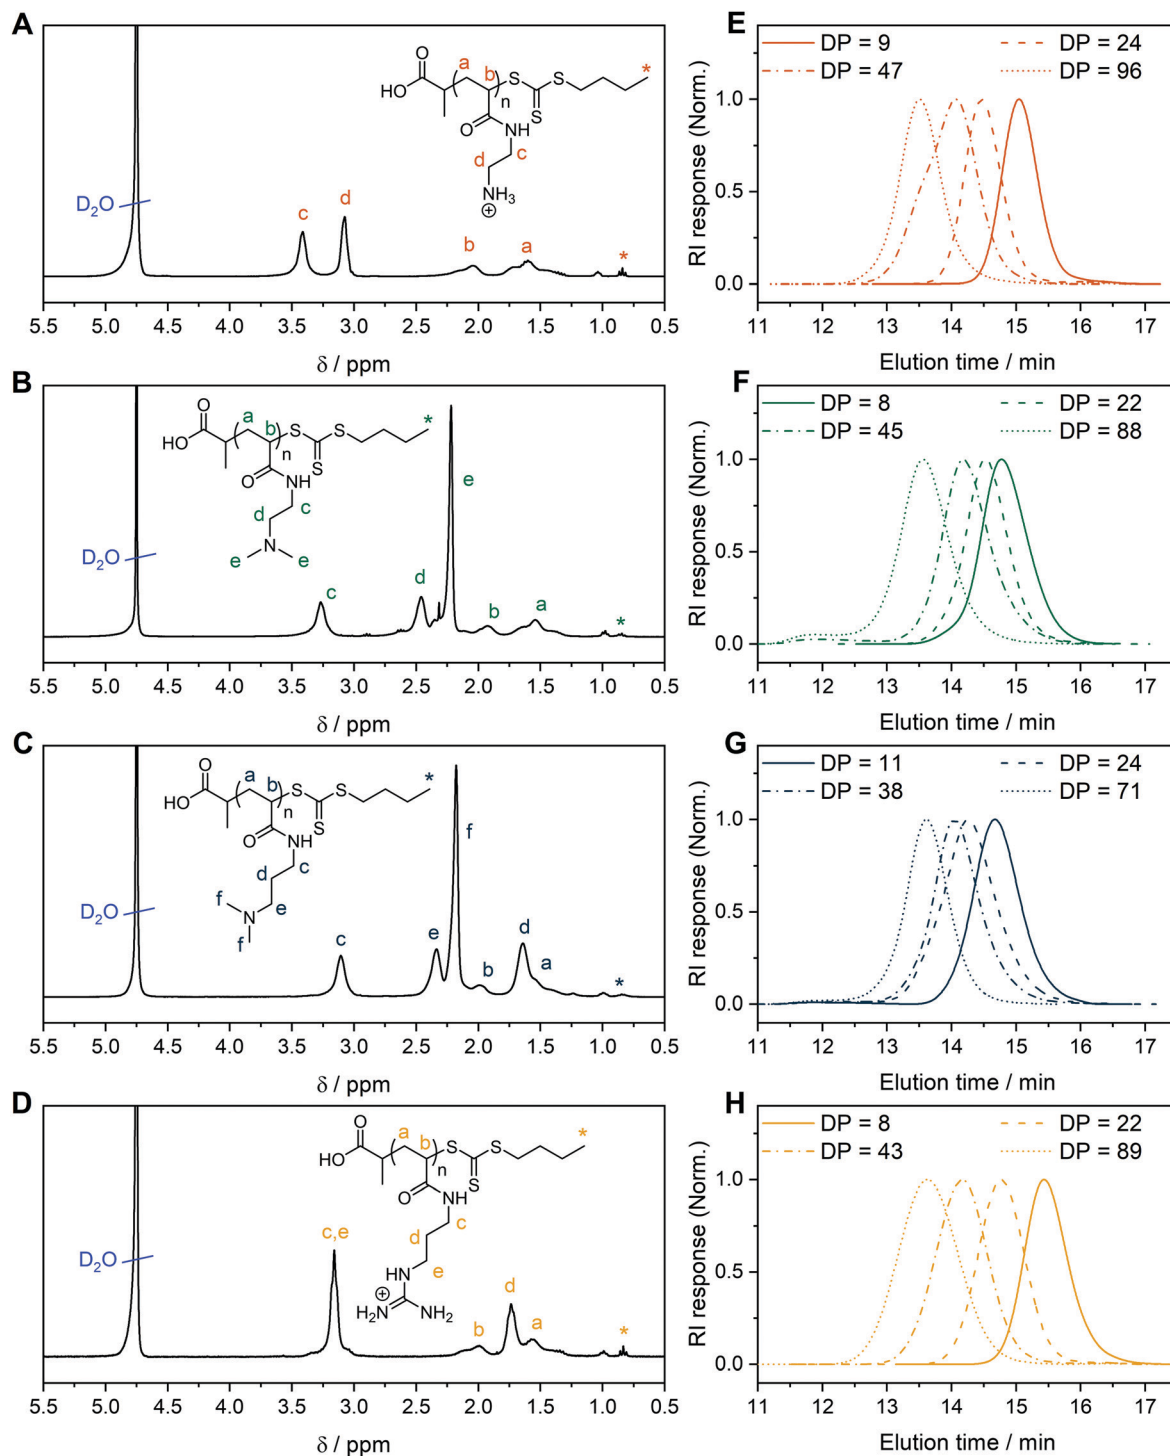 A
a
b
n
HO
O
S
S
S
*
O
NH
c
d
NH3
⊕
D2O
c
d
b
a
*
5.5 5.0 4.5 4.0 3.5 3.0 2.5 2.0 1.5 1.0 0.5
δ / ppm
E
DP = 9 DP = 24
DP = 47 DP = 96
RI response (Norm.)
1.0
0.5
0.0
11 12 13 14 15 16 17
Elution time / min
B
O
HO
a
b
n
S
S
S
*
O
NH
c
d
N
e e
D2O
c
d
e
b
a
*
5.5 5.0 4.5 4.0 3.5 3.0 2.5 2.0 1.5 1.0 0.5
δ / ppm
F
DP = 8 DP = 22
DP = 45 DP = 88
RI response (Norm.)
1.0
0.5
0.0
11 12 13 14 15 16 17
Elution time / min
C
O
HO
a
b
n
S
S
S
*
O
NH
c
d
e
N
f
f
D2O
c
e
f
b
d
a
*
5.5 5.0 4.5 4.0 3.5 3.0 2.5 2.0 1.5 1.0 0.5
δ / ppm
G
DP = 11 DP = 24
DP = 38 DP = 71
RI response (Norm.)
1.0
0.5
0.0
11 12 13 14 15 16 17
Elution time / min
D
O
HO
a
b
n
S
S
S
*
O
NH
c
d
e
HN
⊕
H2N NH2
D2O
c,e
b
d
a
*
5.5 5.0 4.5 4.0 3.5 3.0 2.5 2.0 1.5 1.0 0.5
δ / ppm
H
DP = 8 DP = 22
DP = 43 DP = 89
RI response (Norm.)
1.0
0.5
0.0
11 12 13 14 15 16 17
Elution time / min